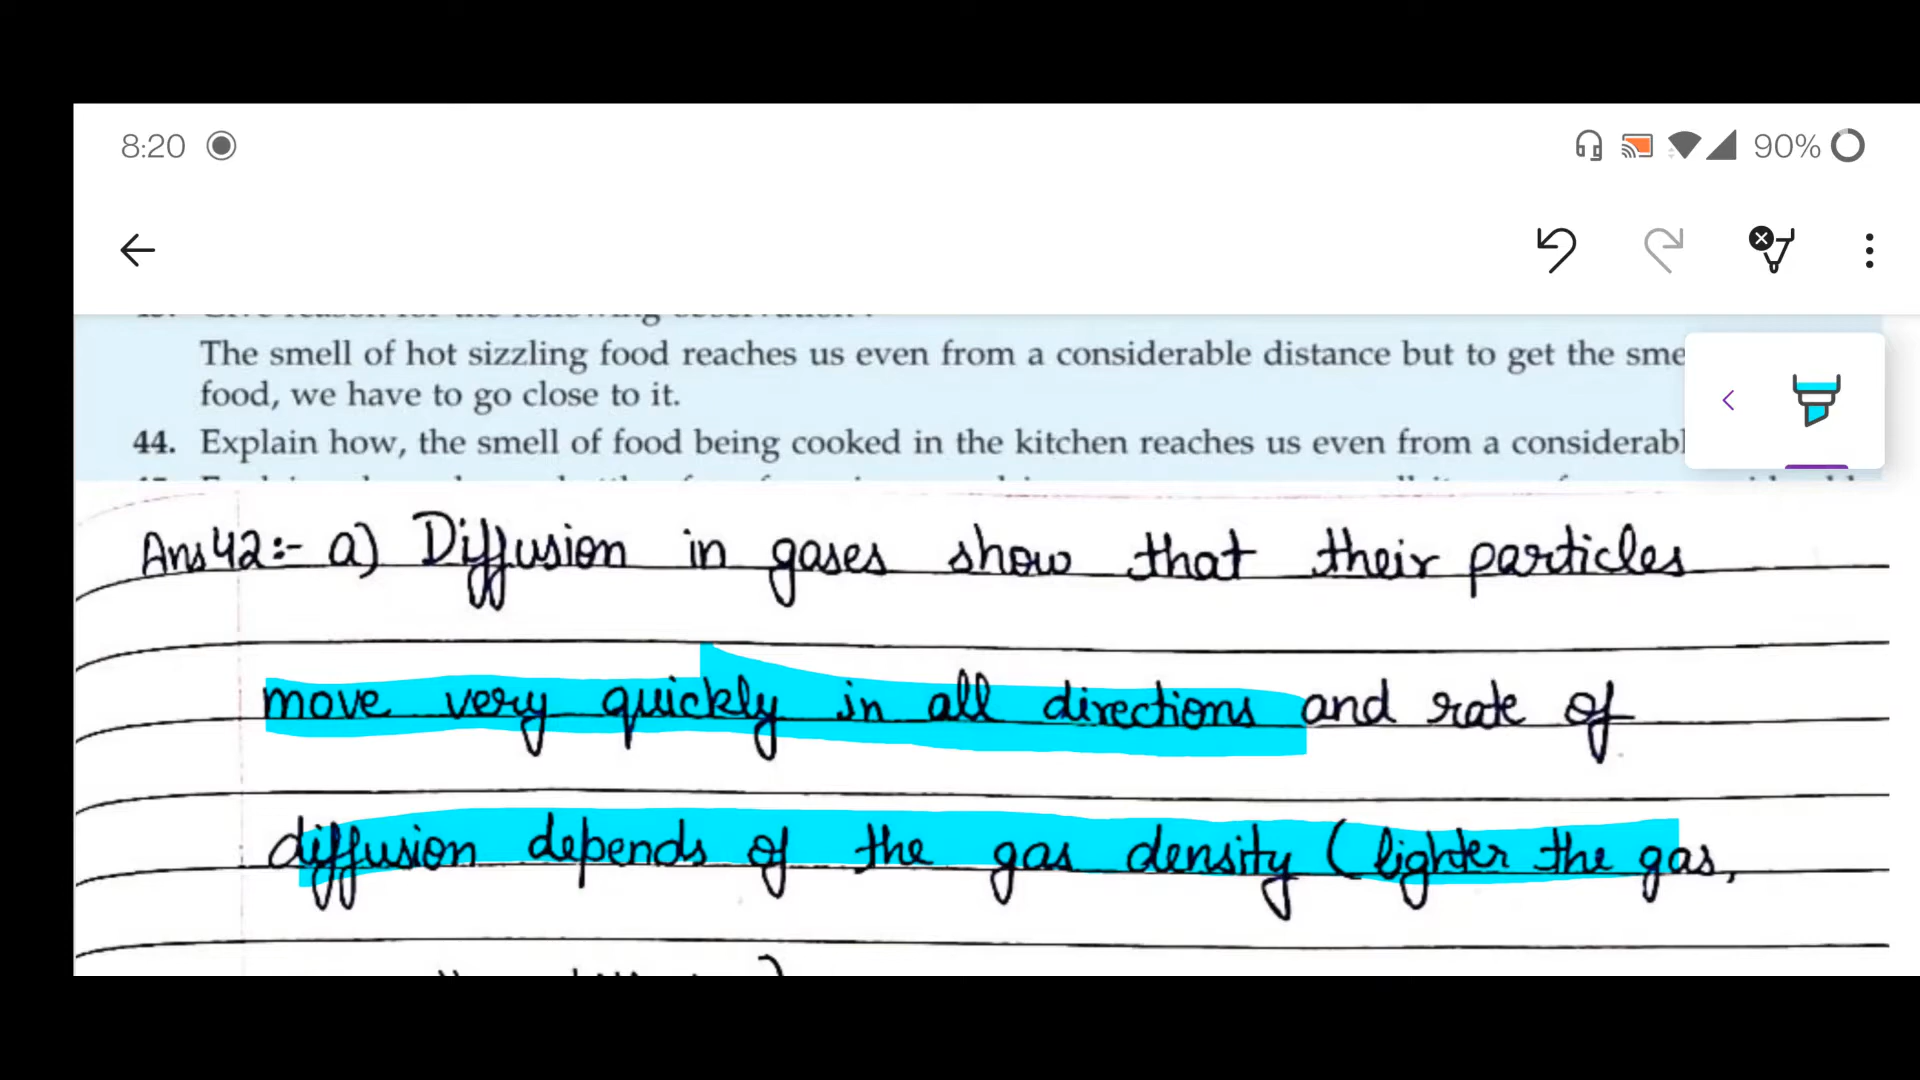 8:20
90%
The smell of hot sizzling food reaches us even from a considerable distance but to get the sme
food, we have to go close to it.
44. Explain how, the smell of food being cooked in the kitchen reaches us even from a considerabl
Ans42:- a) Diffusion in gases show that their particles
move very quickly in all directions and rate of
diffusion depends of the gas density (lighter the gas,